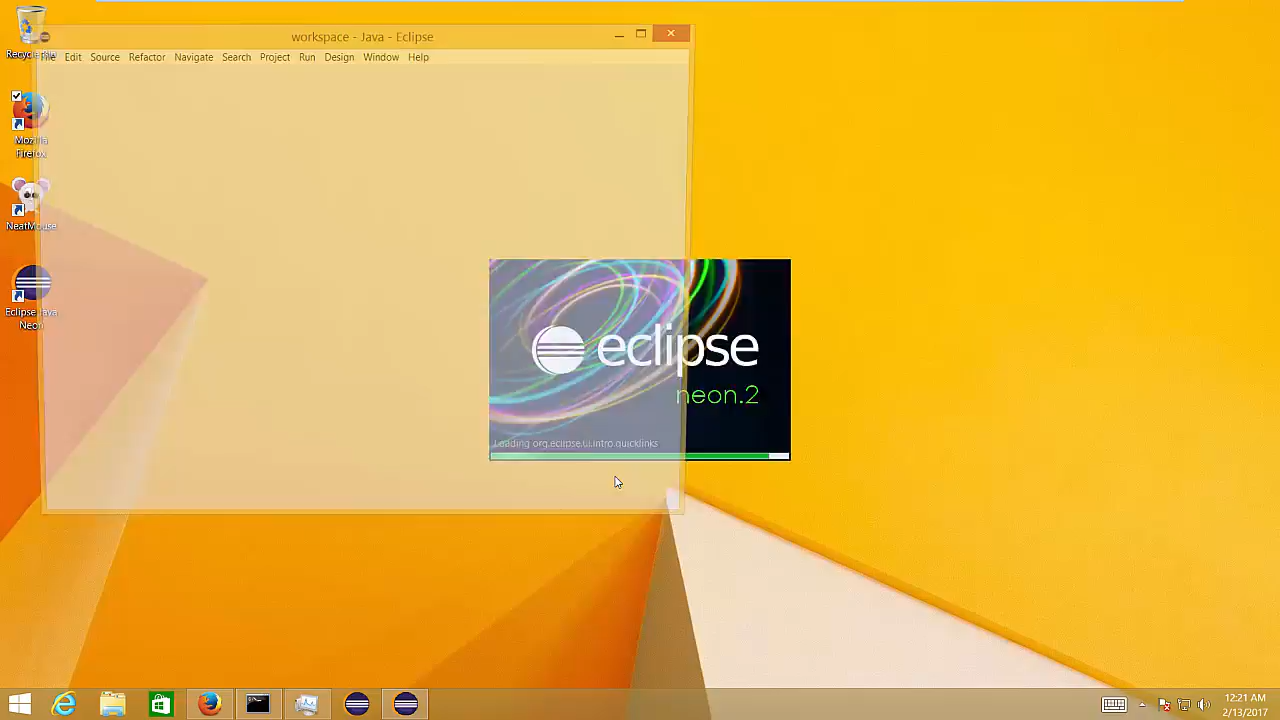 workspace - Java - Eclipse
File Edit Source Refactor Navigate Search Project Run Design Window Help
Recycle Bin
Mozilla
Firefox
NeatMouse
Eclipse Java
Neon
eclipse
neon.2
Loading org.eclipse.ui.intro.quicklinks
12:21 AM
2/13/2017